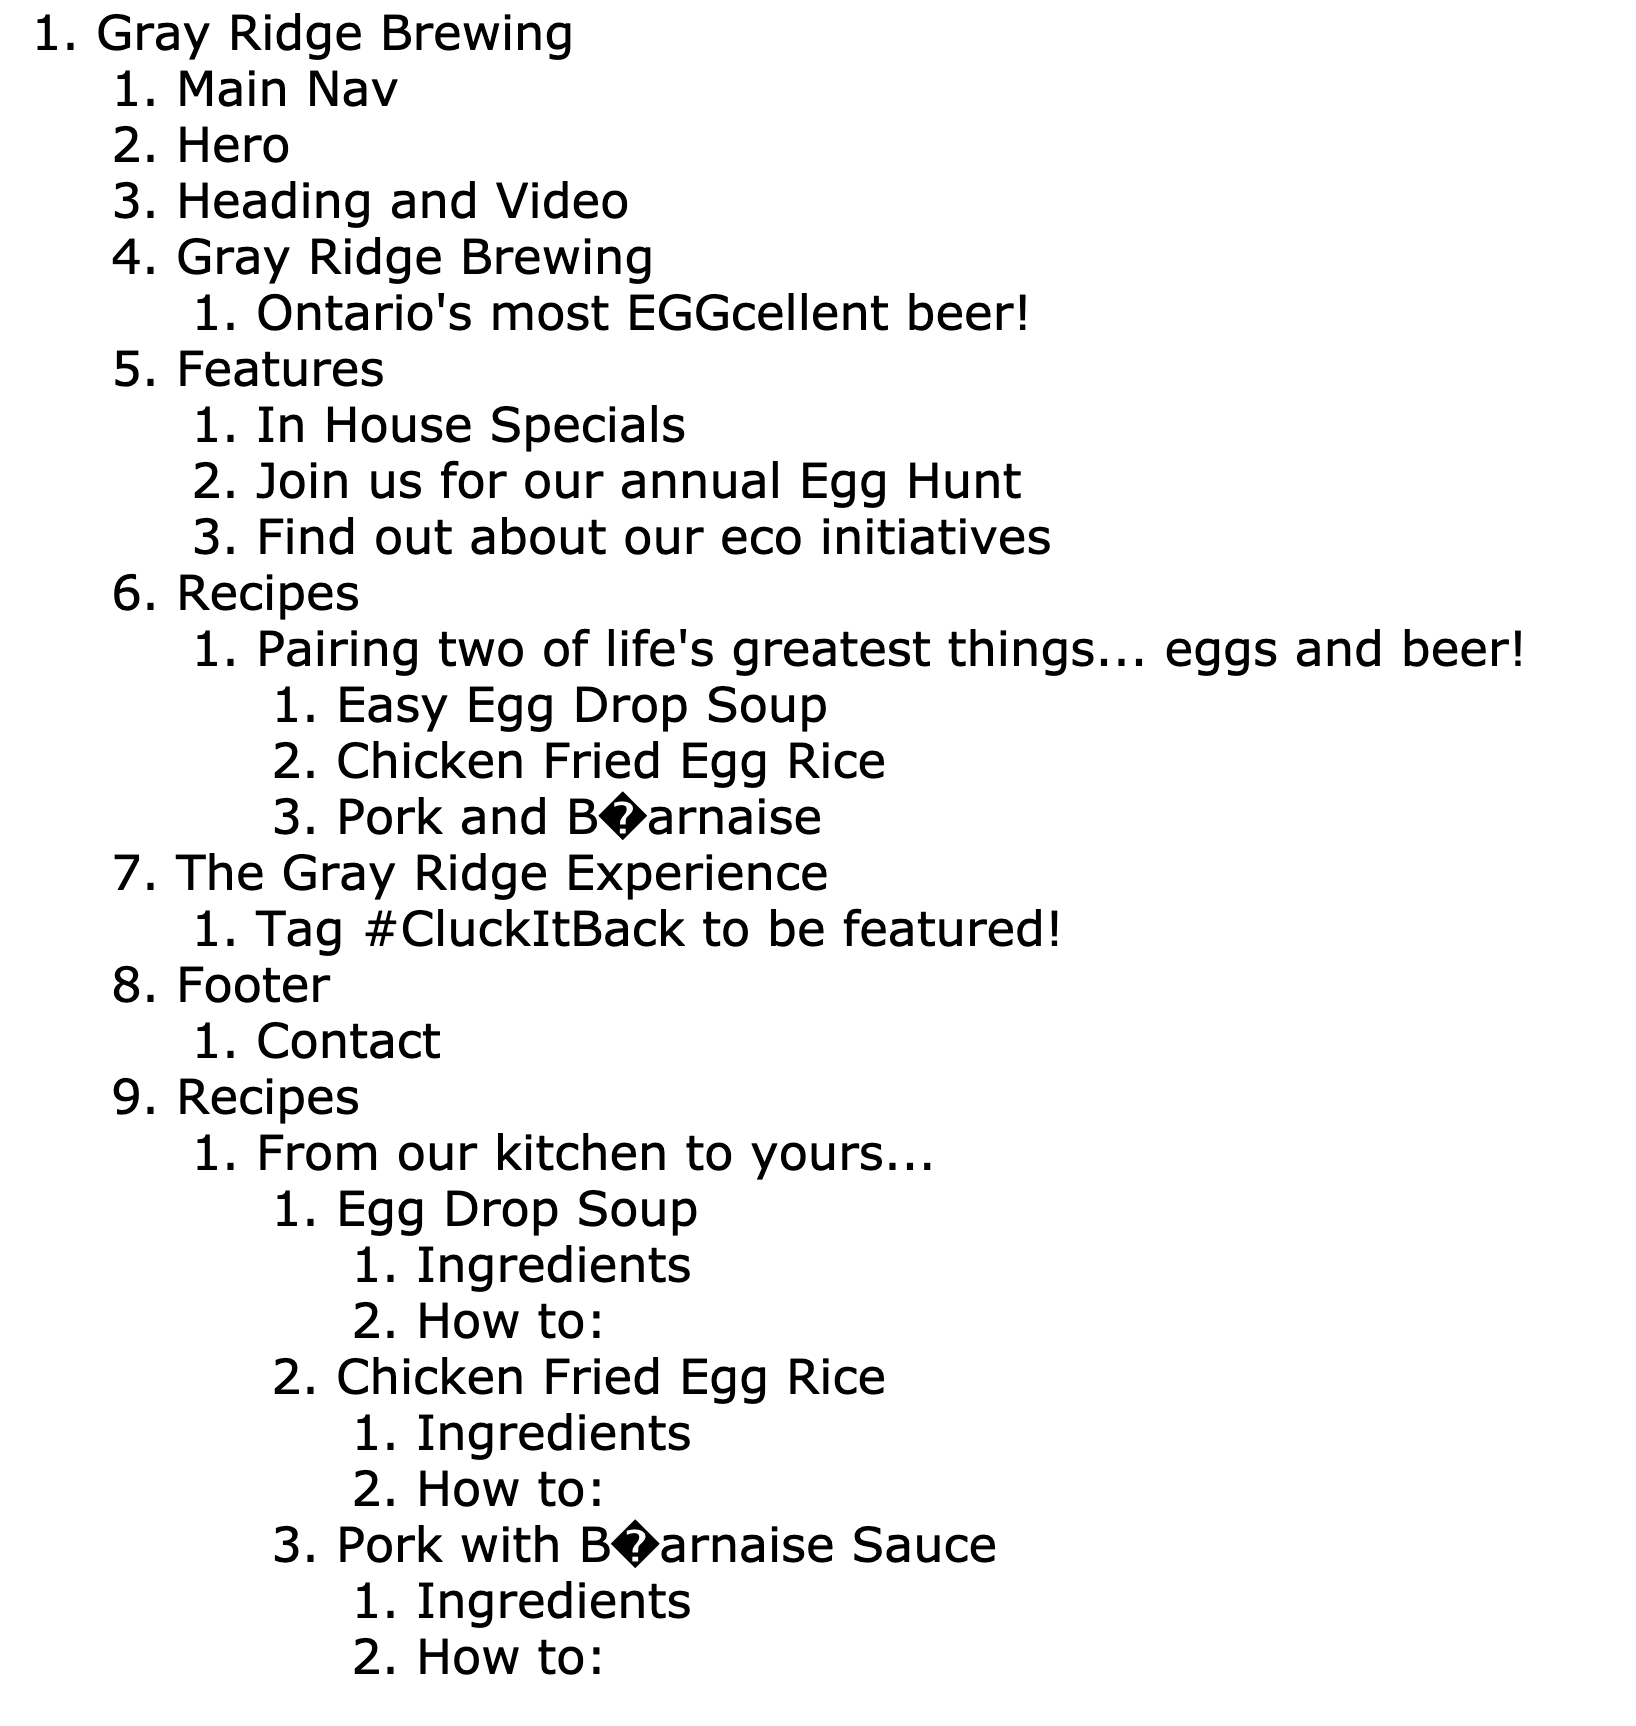 1. Gray Ridge Brewing
1. Main Nav
2. Hero
3. Heading and Video
4. Gray Ridge Brewing
1. Ontario's most EGGcellent beer!
5. Features
1. In House Specials
2. Join us for our annual Egg Hunt
3. Find out about our eco initiatives
6. Recipes
1. Pairing two of life's greatest things... eggs and beer!
1. Easy Egg Drop Soup
2. Chicken Fried Egg Rice
3. Pork and B�arnaise
7. The Gray Ridge Experience
1. Tag #CluckItBack to be featured!
8. Footer
1. Contact
9. Recipes
1. From our kitchen to yours...
1. Egg Drop Soup
1. Ingredients
2. How to:
2. Chicken Fried Egg Rice
1. Ingredients
2. How to:
3. Pork with B�arnaise Sauce
1. Ingredients
2. How to: